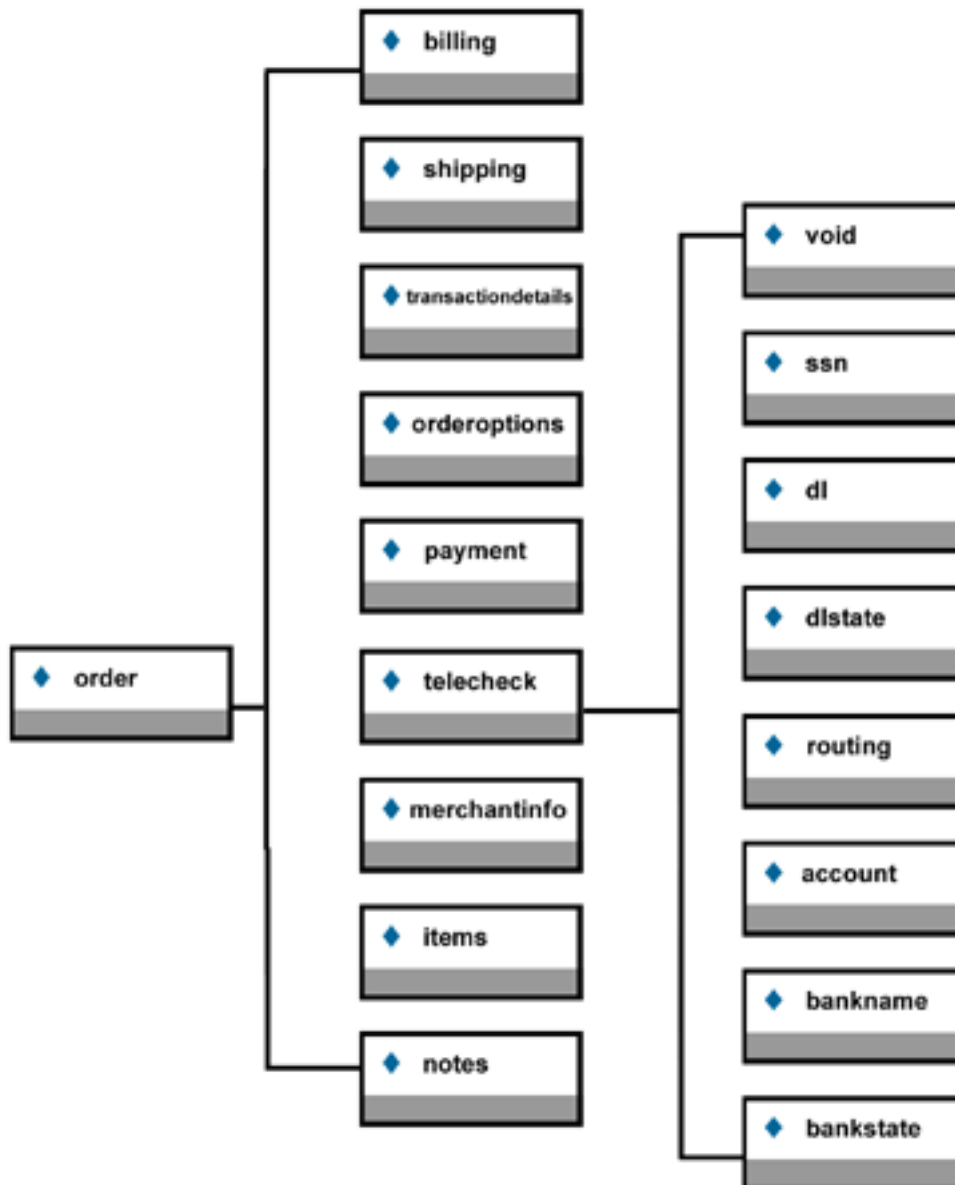 billing
shipping
transactiondetails
orderoptions
payment
order
telecheck
merchantinfo
items
notes
void
ssn
dl
dlstate
routing
account
bankname
bankstate